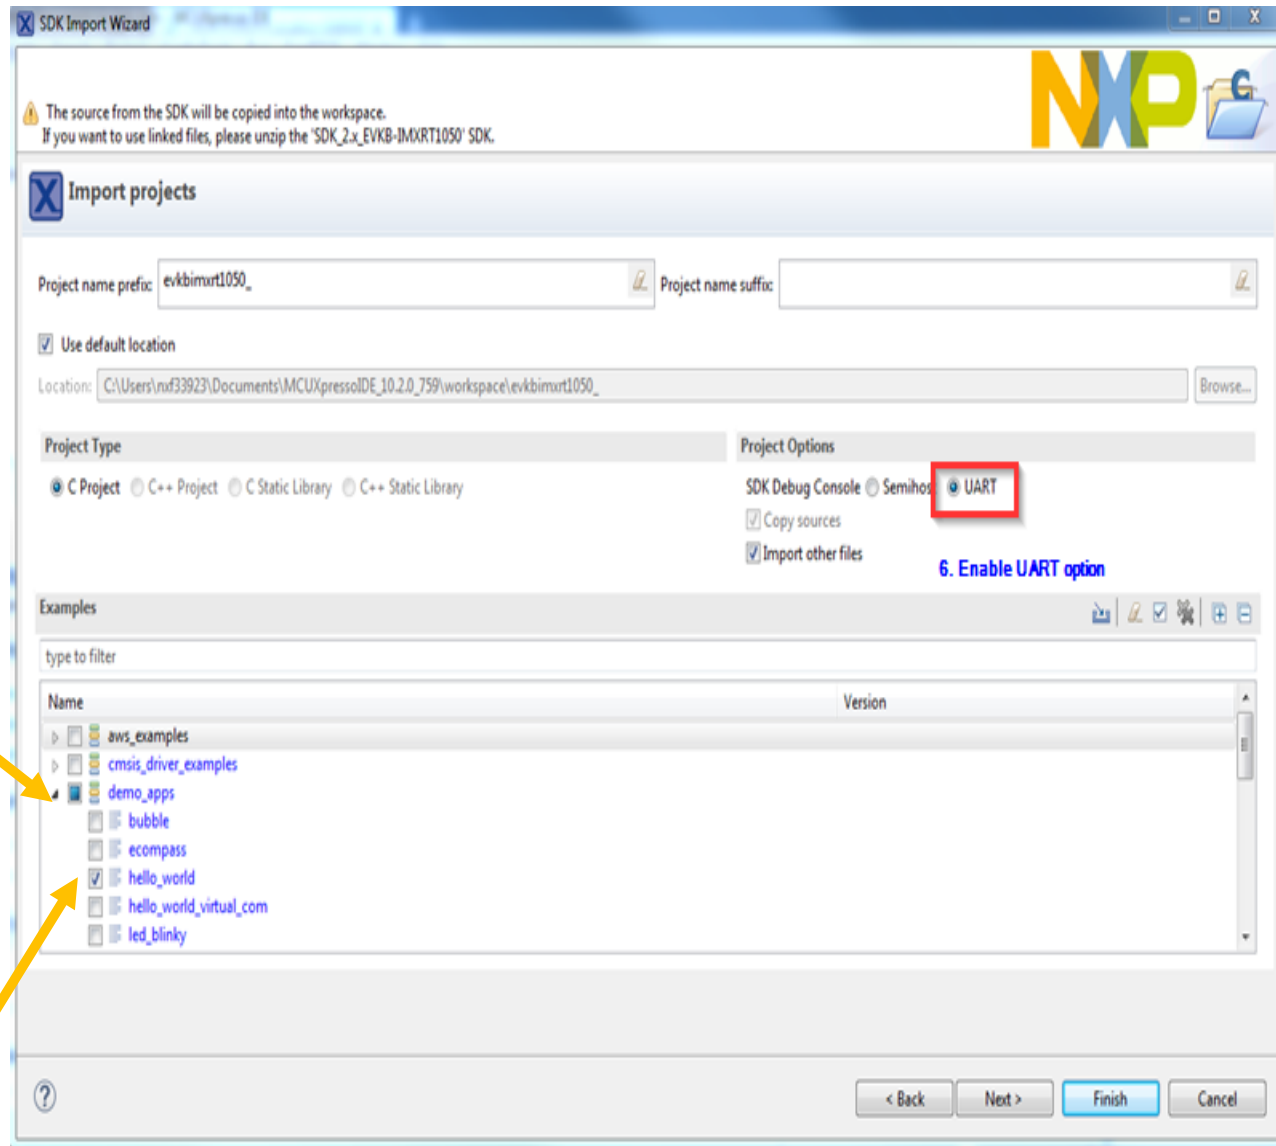 SDK Import Wizard
The source from the SDK will be copied into the workspace.
If you want to use linked files, please unzip the 'SDK_2.x_EVKB-IMXRT1050' SDK.
NXP
C
Import projects
Project name prefix: evkbimxrt1050_ Project name suffix:
Use default location
Location: C:\Users\nxf33923\Documents\MCUXpressoIDE_10.2.0_759\workspace\evkbimxrt1050_ Browse...
Project Type Project Options
C Project C++ Project C Static Library C++ Static Library SDK Debug Console Semihos UART
Copy sources
Import other files
6. Enable UART option
Examples
type to filter
Name Version
aws_examples
cmsis_driver_examples
demo_apps
bubble
ecompass
hello_world
hello_world_virtual_com
led_blinky
? < Back Next > Finish Cancel